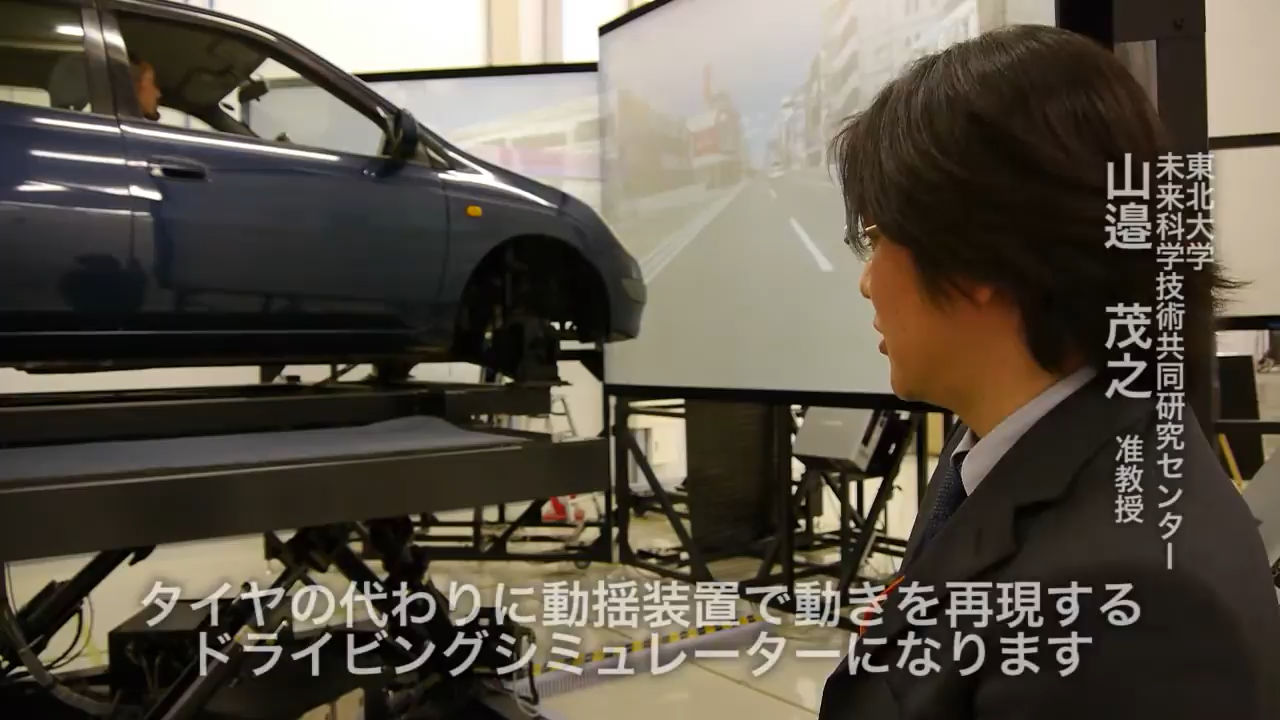 東北大学
未来科学技術共同研究センター
山邉 茂之 准教授
タイヤの代わりに動揺装置で動きを再現する
ドライビングシミュレーターになります